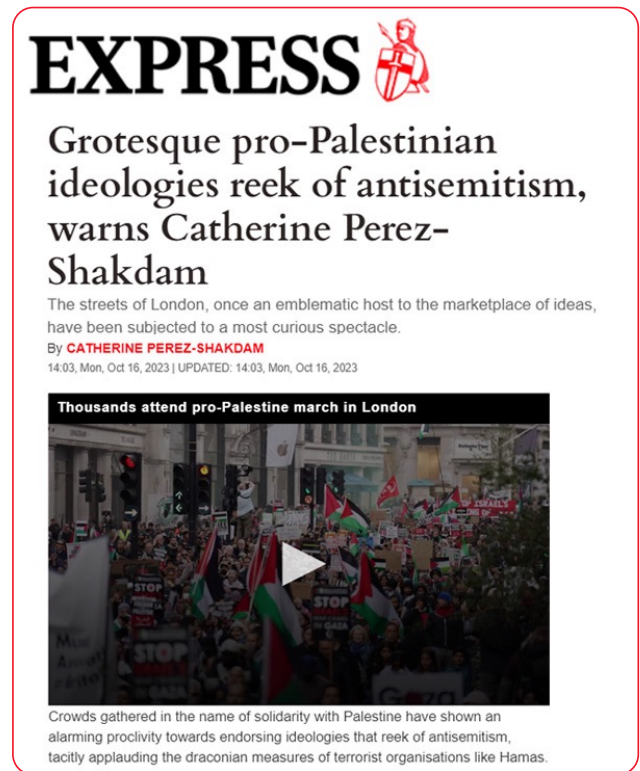 EXPRESS
Grotesque pro-Palestinian
ideologies reek of antisemitism,
warns Catherine Perez-
Shakdam
The streets of London, once an emblematic host to the marketplace of ideas,
have been subjected to a most curious spectacle.
By CATHERINE PEREZ-SHAKDAM
14:03, Mon, Oct 16, 2023 | UPDATED: 14:03, Mon, Oct 16, 2023
Thousands attend pro-Palestine march in London
ISRAEL'S
STOP
GAZA
STOP
STOP
Gaza
Crowds gathered in the name of solidarity with Palestine have shown an
alarming proclivity towards endorsing ideologies that reek of antisemitism,
tacitly applauding the draconian measures of terrorist organisations like Hamas.